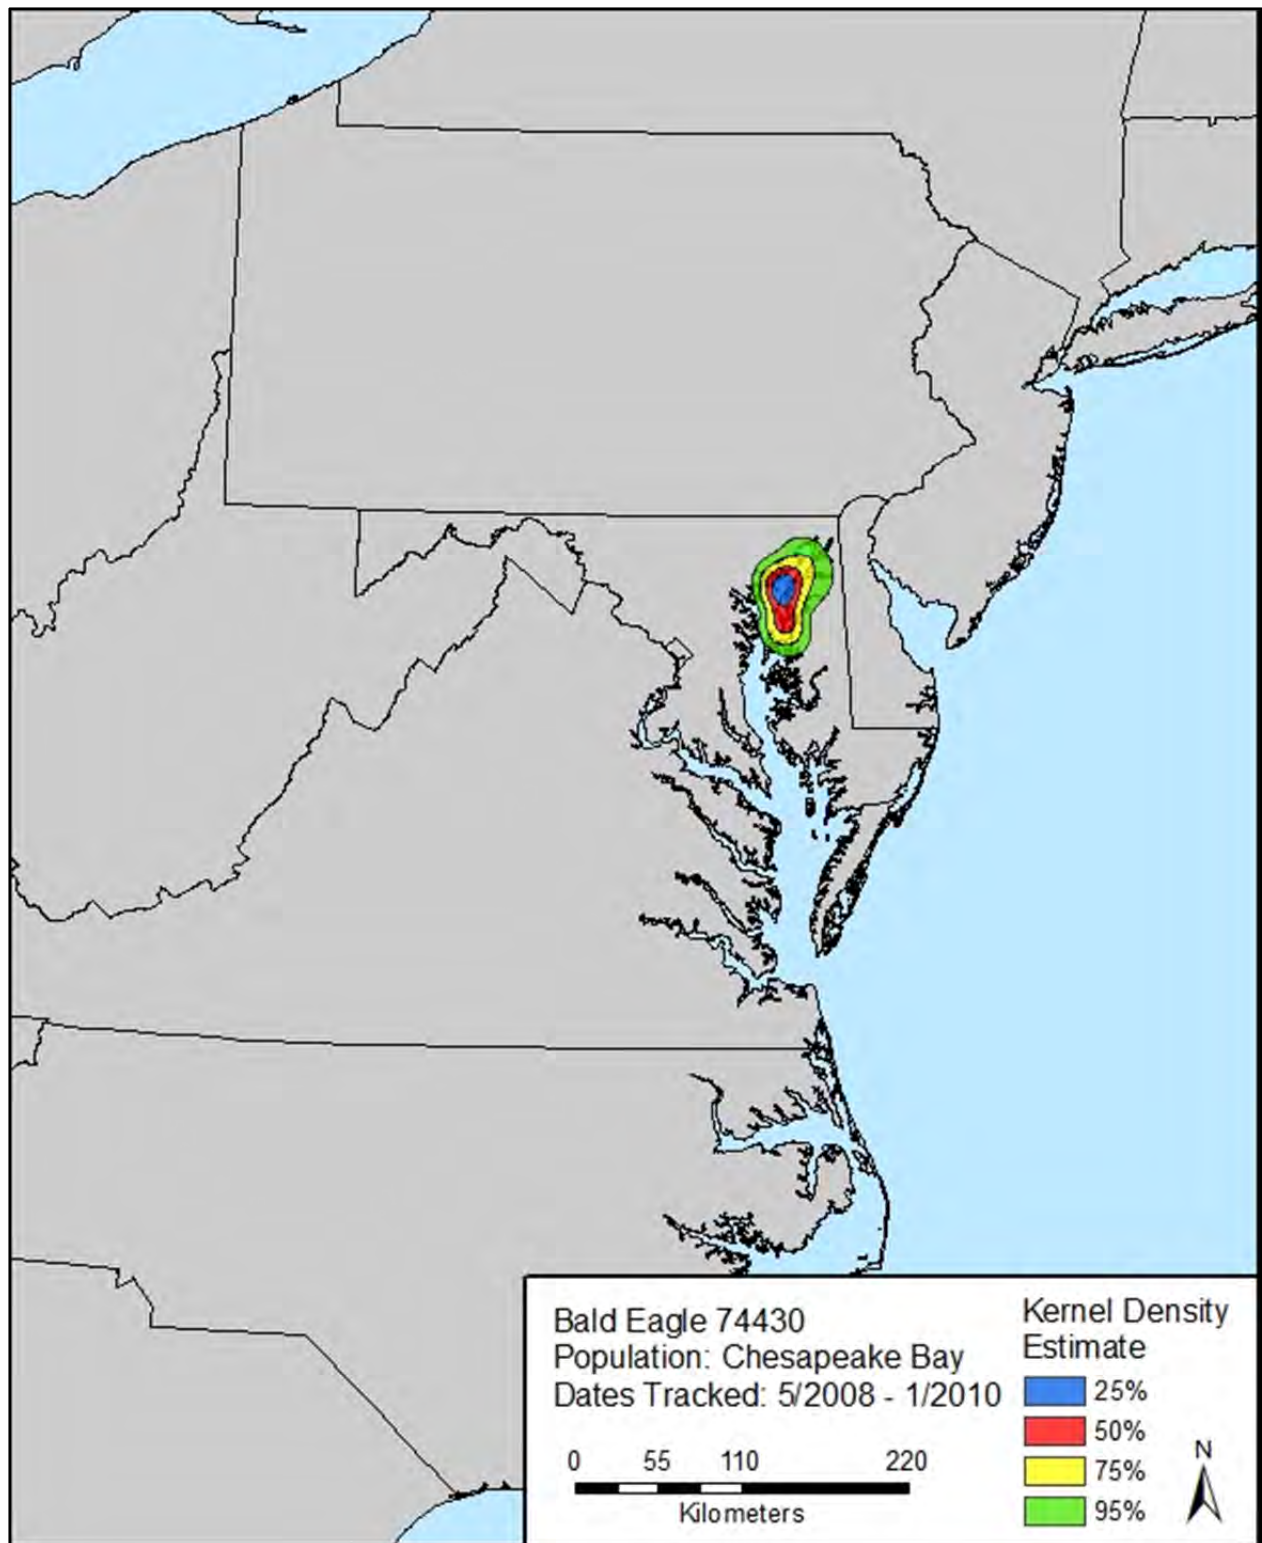 Bald Eagle 74430
Population: Chesapeake Bay
Dates Tracked: 5/2008 - 1/2010
0 55 110 220
Kilometers
Kernel Density
Estimate
25%
50%
75%
95%
N